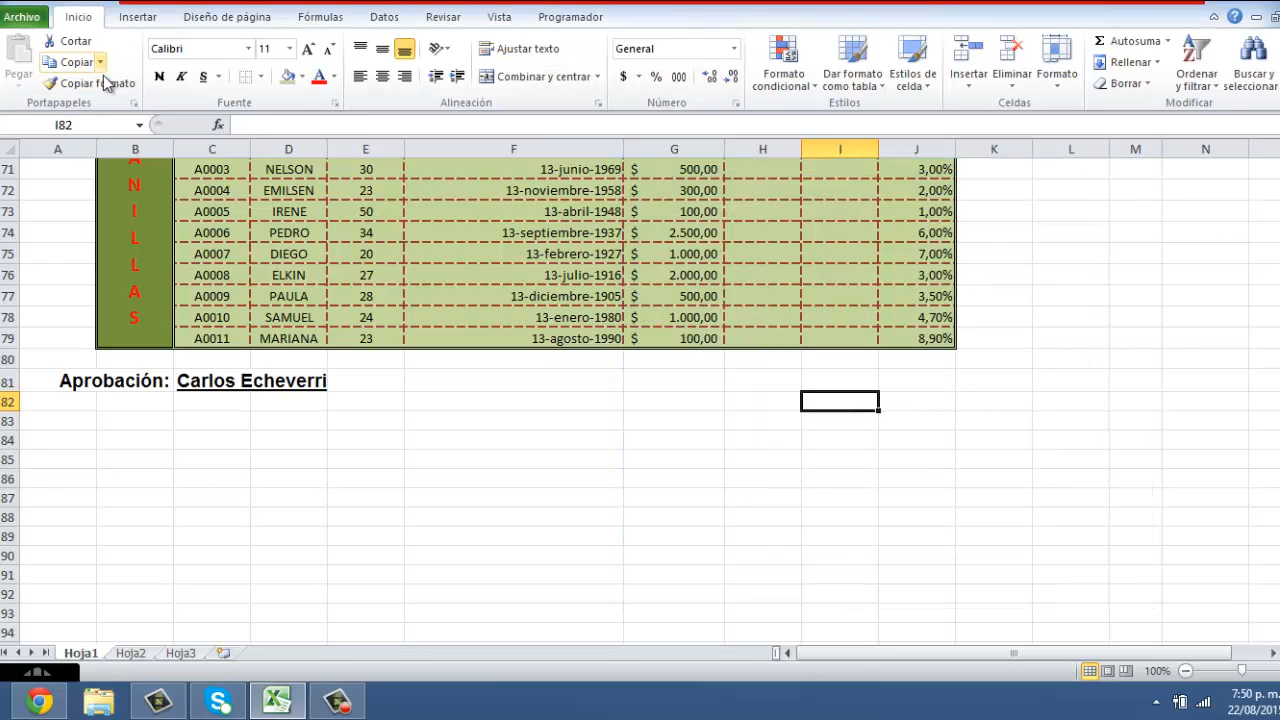 Archivo Inicio Insertar Diseño de página Fórmulas Datos Revisar Vista Programador
Pegar
Cortar
Copiar
Copiar formato
Portapapeles
Calibri 11
N K S
Fuente
Ajustar texto
Combinar y centrar
Alineación
General
$ % 000
Número
Formato condicional
Dar formato como tabla
Estilos de celda
Estilos
Insertar
Eliminar
Formato
Celdas
Autosuma
Rellenar
Borrar
Ordenar y filtrar
Buscar y seleccionar
Modificar
I82 fx
A B C D E F G H I J K L M N
71 A A0003 NELSON 30 13-junio-1969 $ 500,00 3,00%
72 N A0004 EMILSEN 23 13-noviembre-1958 $ 300,00 2,00%
73 I A0005 IRENE 50 13-abril-1948 $ 100,00 1,00%
74 L A0006 PEDRO 34 13-septiembre-1937 $ 2.500,00 6,00%
75 L A0007 DIEGO 20 13-febrero-1927 $ 1.000,00 7,00%
76 A A0008 ELKIN 27 13-julio-1916 $ 2.000,00 3,00%
77 A0009 PAULA 28 13-diciembre-1905 $ 500,00 3,50%
78 S A0010 SAMUEL 24 13-enero-1980 $ 1.000,00 4,70%
79 A0011 MARIANA 23 13-agosto-1990 $ 100,00 8,90%
80
81 Aprobación: Carlos Echeverri
82
83
84
85
86
87
88
89
90
91
92
93
94
Hoja1 Hoja2 Hoja3
100%
7:50 p. m.